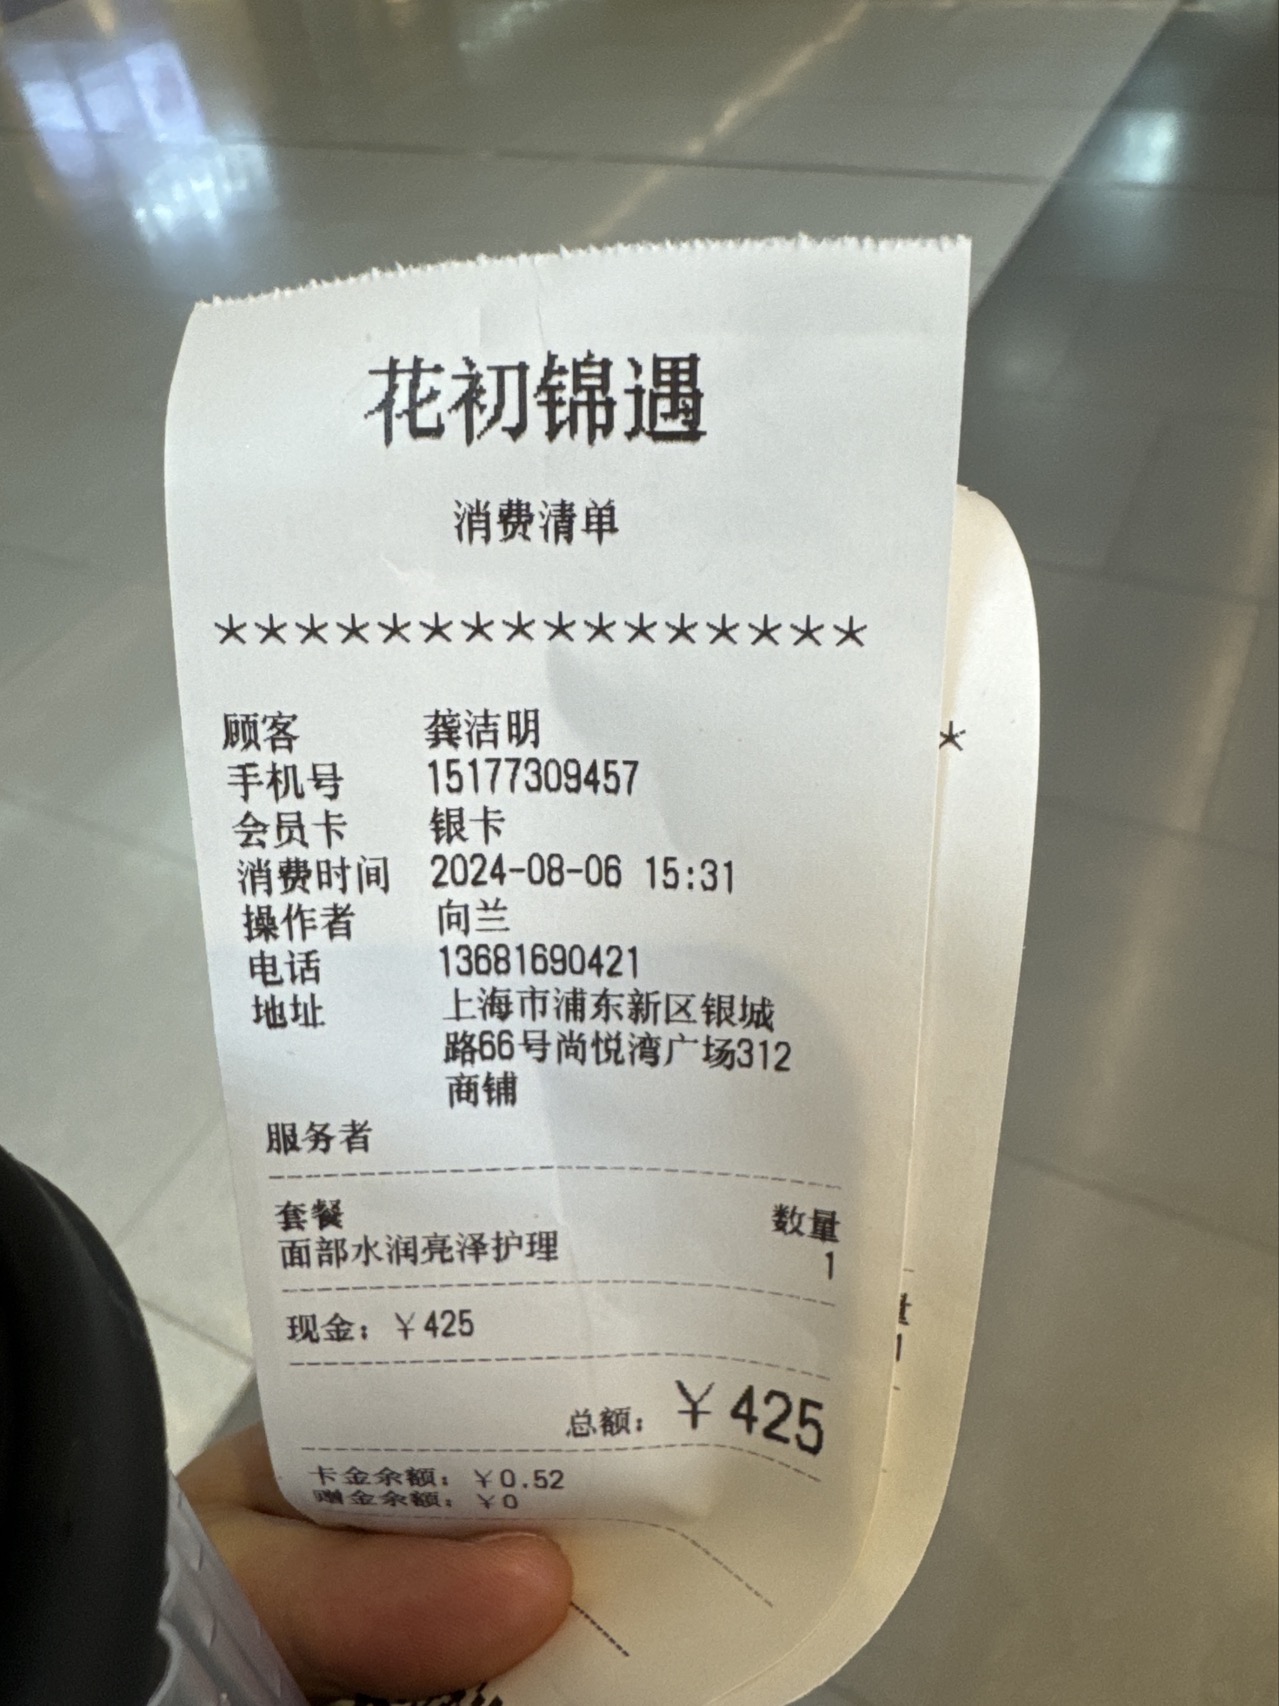 花初锦遇
消费清单
****************
顾客 龚洁明
手机号 15177309457
会员卡 银卡
消费时间 2024-08-06 15:31
操作者 向兰
电话 13681690421
地址 上海市浦东新区银城
路66号尚悦湾广场312
商铺
服务者
套餐 数量
面部水润亮泽护理 1
现金：￥425
总额：￥425
卡金余额：￥0.52
赠金余额：￥0
*
量
1